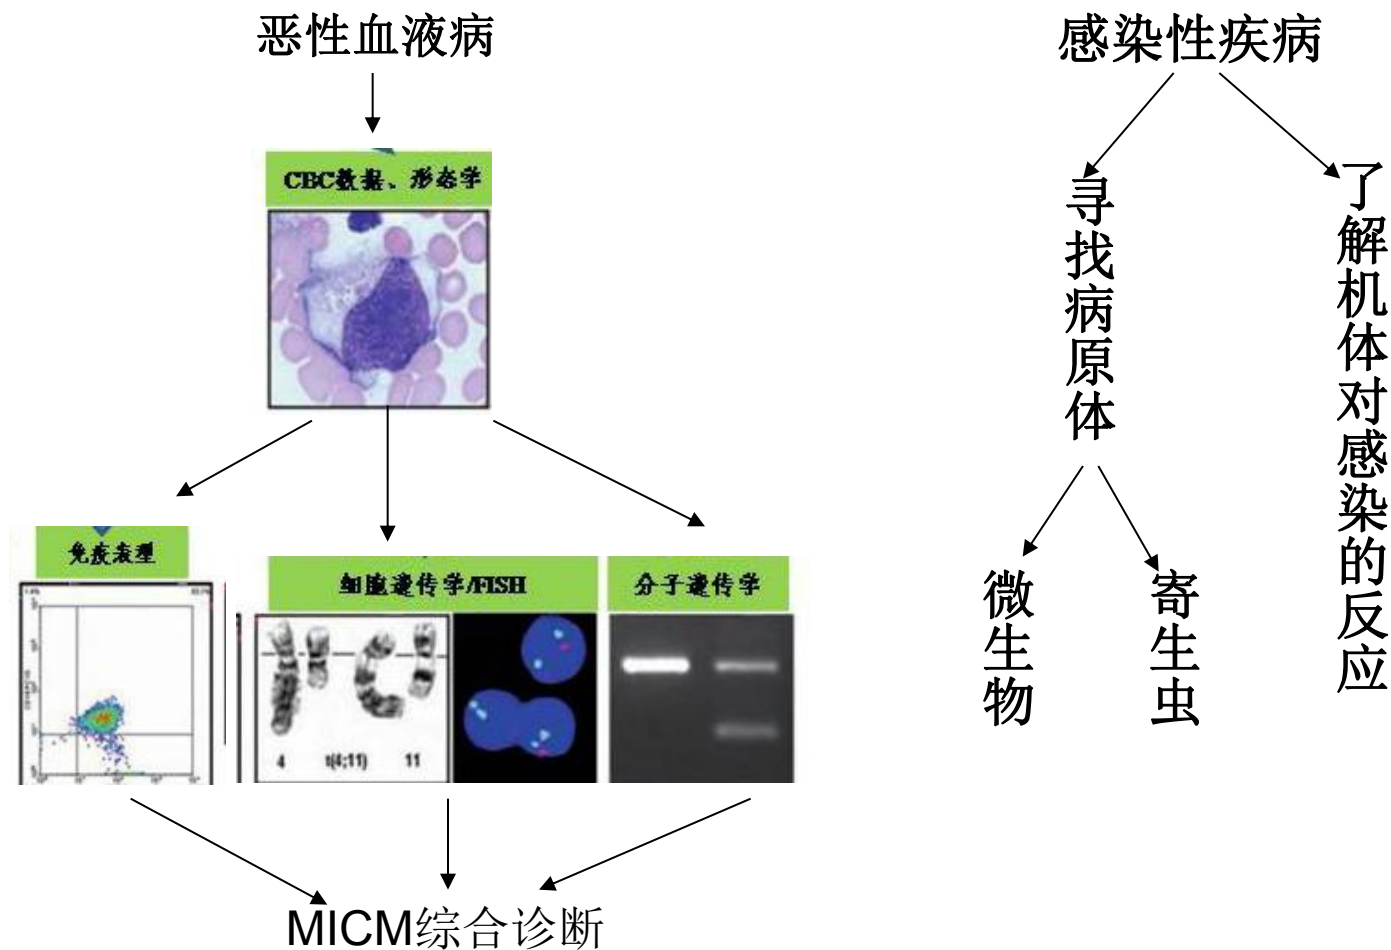 恶性血液病
CBC数据、形态学
免疫表型
细胞遗传学/FISH
分子遗传学
4
t(4;11)
11
MICM综合诊断
感染性疾病
寻找病原体
了解机体对感染的反应
微生物
寄生虫